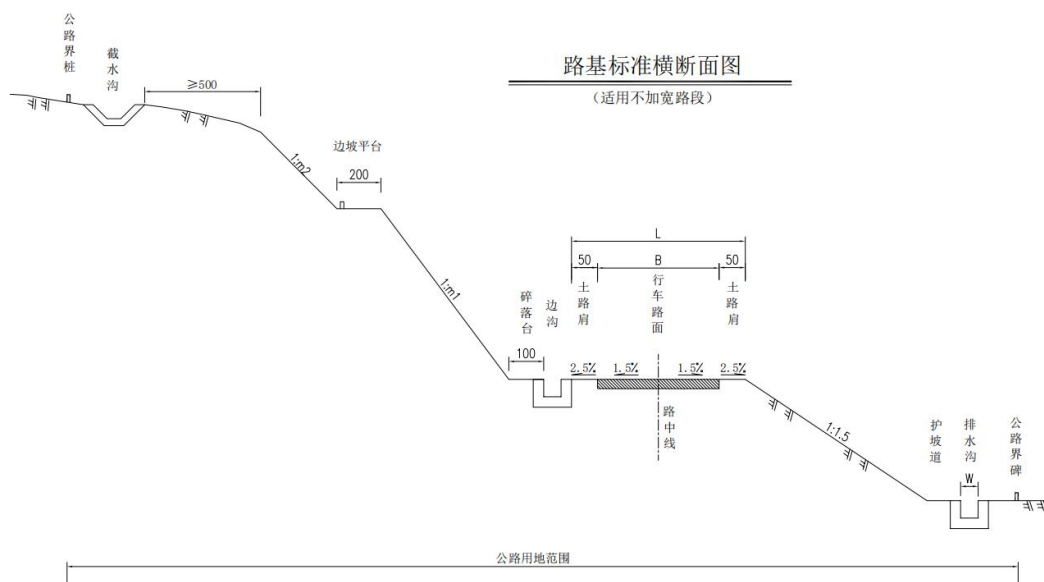 路基标准横断面图
（适用不加宽路段）
公路界桩
截水沟
≥500
1:m2
边坡平台
200
1:m1
碎落台
边沟
100
L
50
B
50
土路肩
行车路面
土路肩
2.5%
1.5%
1.5%
2.5%
路中线
1:1.5
护坡道
排水沟
W
公路界碑
公路用地范围